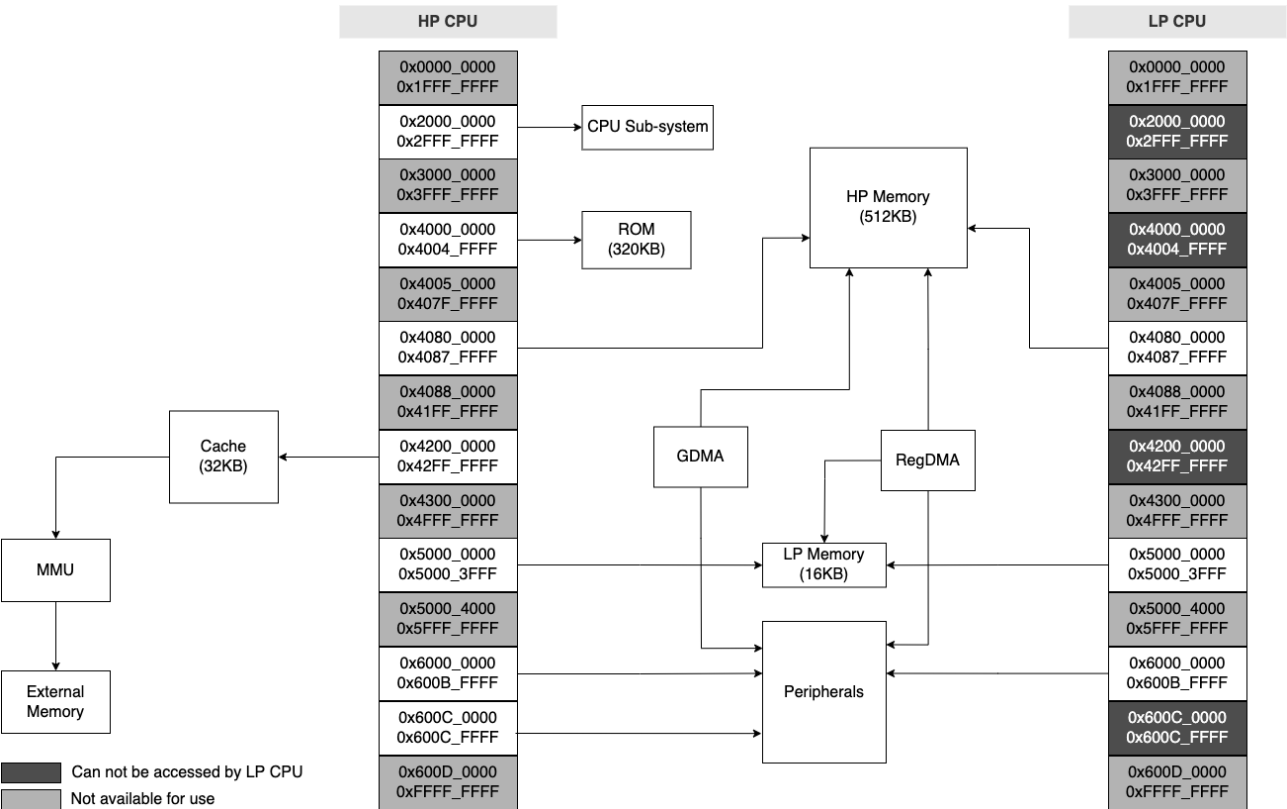 HP CPU
LP CPU
0x0000_0000
0x1FFF_FFFF
0x2000_0000
0x2FFF_FFFF
0x3000_0000
0x3FFF_FFFF
0x4000_0000
0x4004_FFFF
0x4005_0000
0x407F_FFFF
0x4080_0000
0x4087_FFFF
0x4088_0000
0x41FF_FFFF
0x4200_0000
0x42FF_FFFF
0x4300_0000
0x4FFF_FFFF
0x5000_0000
0x5000_3FFF
0x5000_4000
0x5FFF_FFFF
0x6000_0000
0x600B_FFFF
0x600C_0000
0x600C_FFFF
0x600D_0000
0xFFFF_FFFF
CPU Sub-system
ROM
(320KB)
HP Memory
(512KB)
Cache
(32KB)
MMU
External
Memory
GDMA
RegDMA
LP Memory
(16KB)
Peripherals
0x0000_0000
0x1FFF_FFFF
0x2000_0000
0x2FFF_FFFF
0x3000_0000
0x3FFF_FFFF
0x4000_0000
0x4004_FFFF
0x4005_0000
0x407F_FFFF
0x4080_0000
0x4087_FFFF
0x4088_0000
0x41FF_FFFF
0x4200_0000
0x42FF_FFFF
0x4300_0000
0x4FFF_FFFF
0x5000_0000
0x5000_3FFF
0x5000_4000
0x5FFF_FFFF
0x6000_0000
0x600B_FFFF
0x600C_0000
0x600C_FFFF
0x600D_0000
0xFFFF_FFFF
Can not be accessed by LP CPU
Not available for use